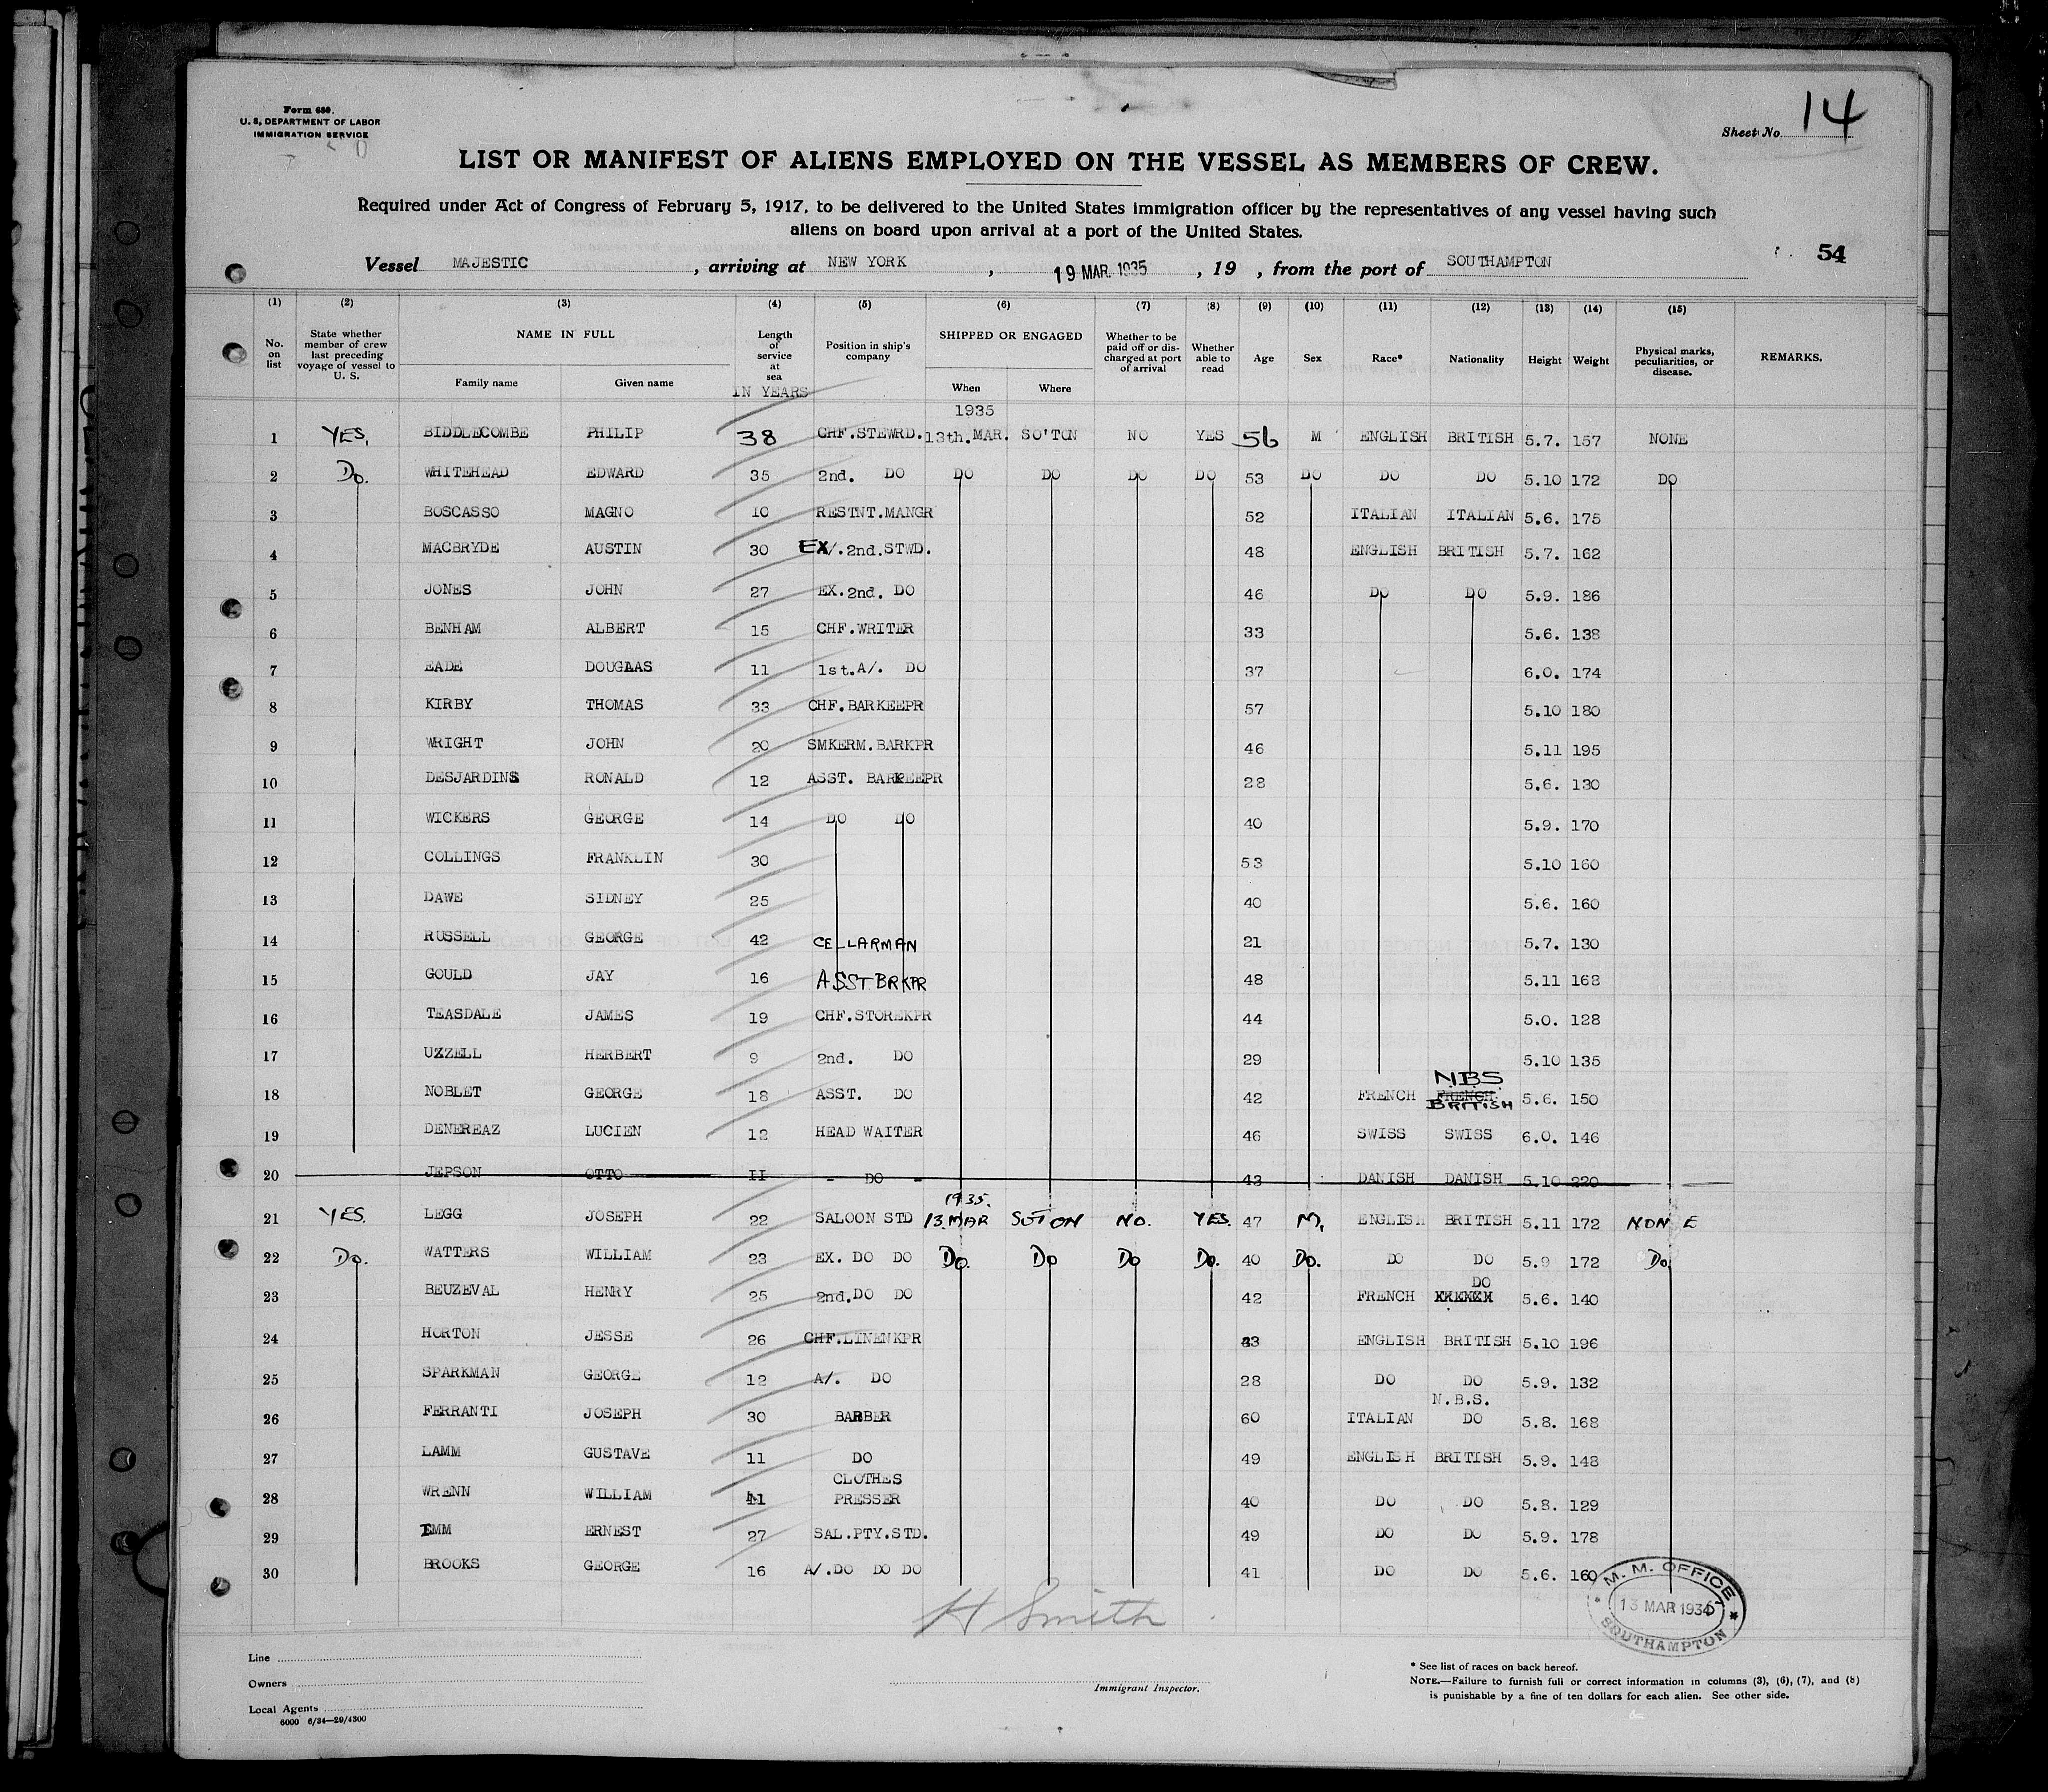 Form 680.
U. S. DEPARTMENT OF LABOR
IMMIGRATION SERVICE
Sheet No. 14
LIST OR MANIFEST OF ALIENS EMPLOYED ON THE VESSEL AS MEMBERS OF CREW.
Required under Act of Congress of February 5, 1917, to be delivered to the United States immigration officer by the representatives of any vessel having such
aliens on board upon arrival at a port of the United States.
54
Vessel MAJESTIC , arriving at NEW YORK , 19 MAR. 1935 , 19 , from the port of SOUTHAMPTON
(1) (2) (3) (4) (5) (6) (7) (8) (9) (10) (11) (12) (13) (14) (15)
No. on list
State whether member of crew last preceding voyage of vessel to U. S.
NAME IN FULL
Family name Given name
Length of service at sea
IN YEARS
Position in ship's company
SHIPPED OR ENGAGED
When Where
Whether to be paid off or discharged at port of arrival
Whether able to read
Age
Sex
Race*
Nationality
Height
Weight
Physical marks, peculiarities, or disease.
REMARKS.
1935
1 YES, BIDDLECOMBE PHILIP 38 CHF.STEWRD. 13th.MAR. SO'TON NO YES 56 M ENGLISH BRITISH 5.7. 157 NONE
2 Do. WHITEHEAD EDWARD 35 2nd. DO DO DO DO DO 53 DO DO DO 5.10 172 DO
3 BOSCASSO MAGNO 10 RESTNT.MANGR 52 ITALIAN ITALIAN 5.6. 175
4 MACBRYDE AUSTIN 30 EX/.2nd.STWD. 48 ENGLISH BRITISH 5.7. 162
5 JONES JOHN 27 EX.2nd. DO 46 DO DO 5.9. 186
6 BENHAM ALBERT 15 CHF.WRITER 33 5.6. 138
7 EADE DOUGLAS 11 1st.A/. DO 37 6.0. 174
8 KIRBY THOMAS 33 CHF.BARKEEPR 57 5.10 180
9 WRIGHT JOHN 20 SMKERM.BARKPR 46 5.11 195
10 DESJARDINS RONALD 12 ASST. BARKEEPR 28 5.6. 130
11 WICKERS GEORGE 14 DO DO 40 5.9. 170
12 COLLINGS FRANKLIN 30 53 5.10 160
13 DAWE SIDNEY 25 40 5.6. 160
14 RUSSELL GEORGE 42 CELLARMAN 21 5.7. 130
15 GOULD JAY 16 ASST BRKPR 48 5.11 168
16 TEASDALE JAMES 19 CHF.STOREKPR 44 5.0. 128
17 UZZELL HERBERT 9 2nd. DO 29 5.10 135
N.B.S.
18 NOBLET GEORGE 18 ASST. DO 42 FRENCH FRENCH. 5.6. 150
BRITISH
19 DENEREAZ LUCIEN 12 HEAD WAITER 46 SWISS SWISS 6.0. 146
20 JEPSON OTTO II - DO - 43 DANISH DANISH 5.10 220
1935.
21 YES. LEGG JOSEPH 22 SALOON STD 13.MAR SOTON NO. YES. 47 M, ENGLISH BRITISH 5.11 172 NONE
22 Do. WATTERS WILLIAM 23 EX. DO DO Do. Do Do Do. 40 Do. DO DO 5.9 172 Do.
DO
23 BEUZEVAL HENRY 25 2nd.DO DO 42 FRENCH 5.6. 140
24 HORTON JESSE 26 CHF.LINENKPR ENGLISH BRITISH 5.10 196
25 SPARKMAN GEORGE 12 A/. DO 28 DO DO 5.9. 132
N.B.S.
26 FERRANTI JOSEPH 30 BARBER 60 ITALIAN DO 5.8. 168
27 LAMM GUSTAVE 11 DO 49 ENGLISH BRITISH 5.9. 148
CLOTHES
28 WRENN WILLIAM PRESSER 40 DO DO 5.8. 129
29 EMM ERNEST 27 SAL.PTY.STD. 49 DO DO 5.9. 178
30 BROOKS GEORGE 16 A/.DO DO DO 41 DO DO 5.6. 160
M. M. OFFICE
13 MAR 1935
SOUTHAMPTON
H Smith
Line
Owners
Local Agents
6000 6/34—29/4300
Immigrant Inspector.
* See list of races on back hereof.
NOTE.—Failure to furnish full or correct information in columns (3), (6), (7), and (8)
is punishable by a fine of ten dollars for each alien. See other side.